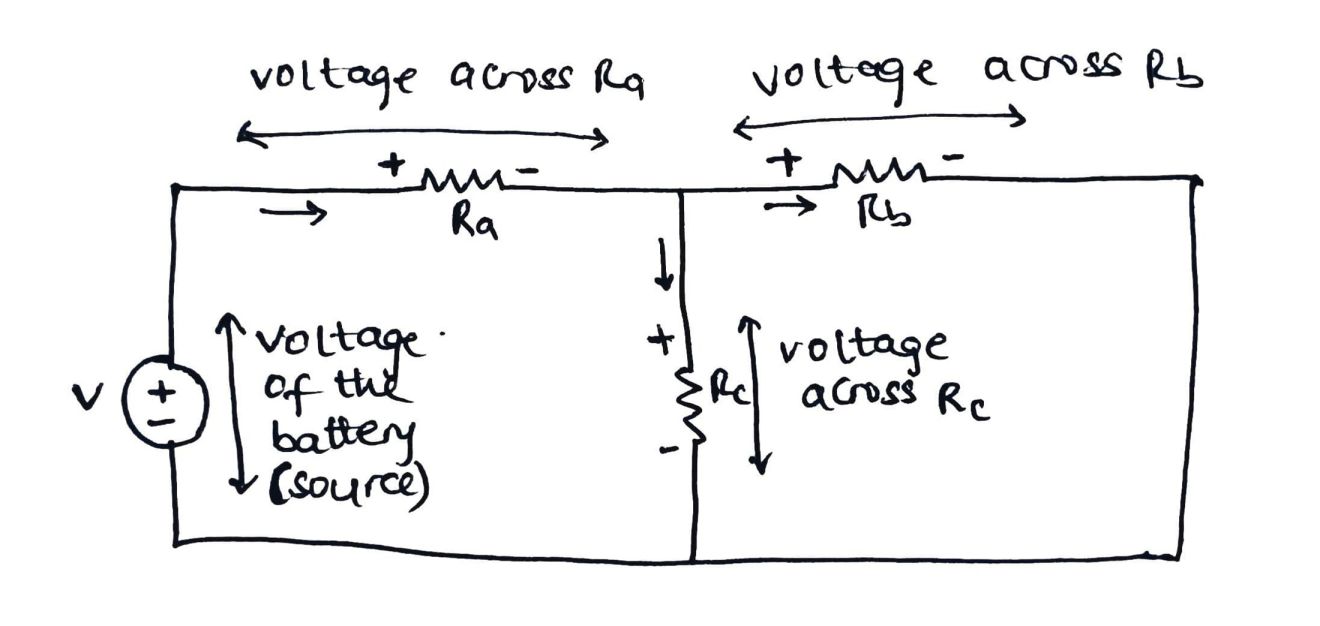 voltage across Ra
voltage across Rb
+ -
+ -
Ra
Rb
voltage
of the
battery
(source)
V
+
-
+
Rc
-
voltage
across Rc